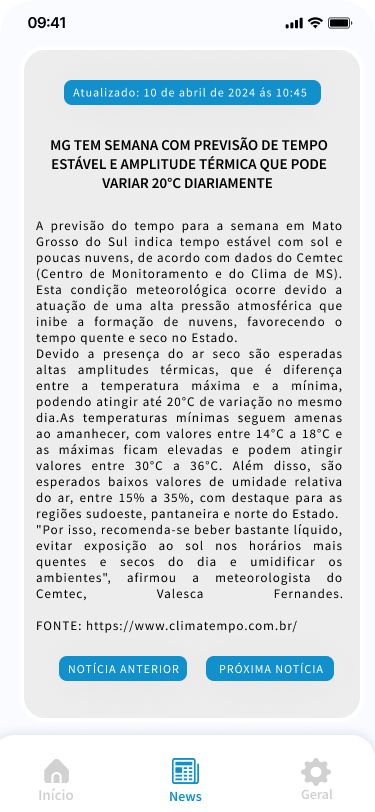 09:41
Atualizado: 10 de abril de 2024 ás 10:45
MG TEM SEMANA COM PREVISÃO DE TEMPO
ESTÁVEL E AMPLITUDE TÉRMICA QUE PODE
VARIAR 20°C DIARIAMENTE
A previsão do tempo para a semana em Mato
Grosso do Sul indica tempo estável com sol e
poucas nuvens, de acordo com dados do Cemtec
(Centro de Monitoramento e do Clima de MS).
Esta condição meteorológica ocorre devido a
atuação de uma alta pressão atmosférica que
inibe a formação de nuvens, favorecendo o
tempo quente e seco no Estado.
Devido a presença do ar seco são esperadas
altas amplitudes térmicas, que é diferença
entre a temperatura máxima e a mínima,
podendo atingir até 20°C de variação no mesmo
dia.As temperaturas mínimas seguem amenas
ao amanhecer, com valores entre 14°C a 18°C e
as máximas ficam elevadas e podem atingir
valores entre 30°C a 36°C. Além disso, são
esperados baixos valores de umidade relativa
do ar, entre 15% a 35%, com destaque para as
regiões sudoeste, pantaneira e norte do Estado.
"Por isso, recomenda-se beber bastante líquido,
evitar exposição ao sol nos horários mais
quentes e secos do dia e umidificar os
ambientes", afirmou a meteorologista do
Cemtec, Valesca Fernandes.
FONTE: https://www.climatempo.com.br/
NOTÍCIA ANTERIOR PRÓXIMA NOTÍCIA
Início News Geral